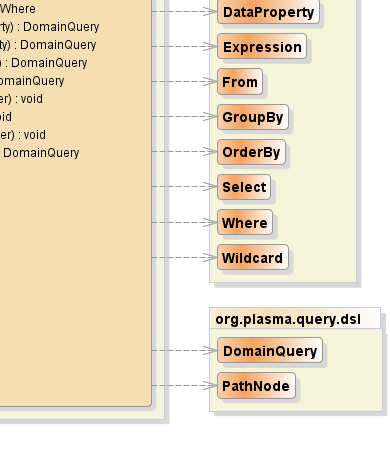 Where
rty) : DomainQuery
ty) : DomainQuery
) : DomainQuery
omainQuery
er) : void
oid
er) : void
DomainQuery
DataProperty
Expression
From
GroupBy
OrderBy
Select
Where
Wildcard
org.plasma.query.dsl
DomainQuery
PathNode